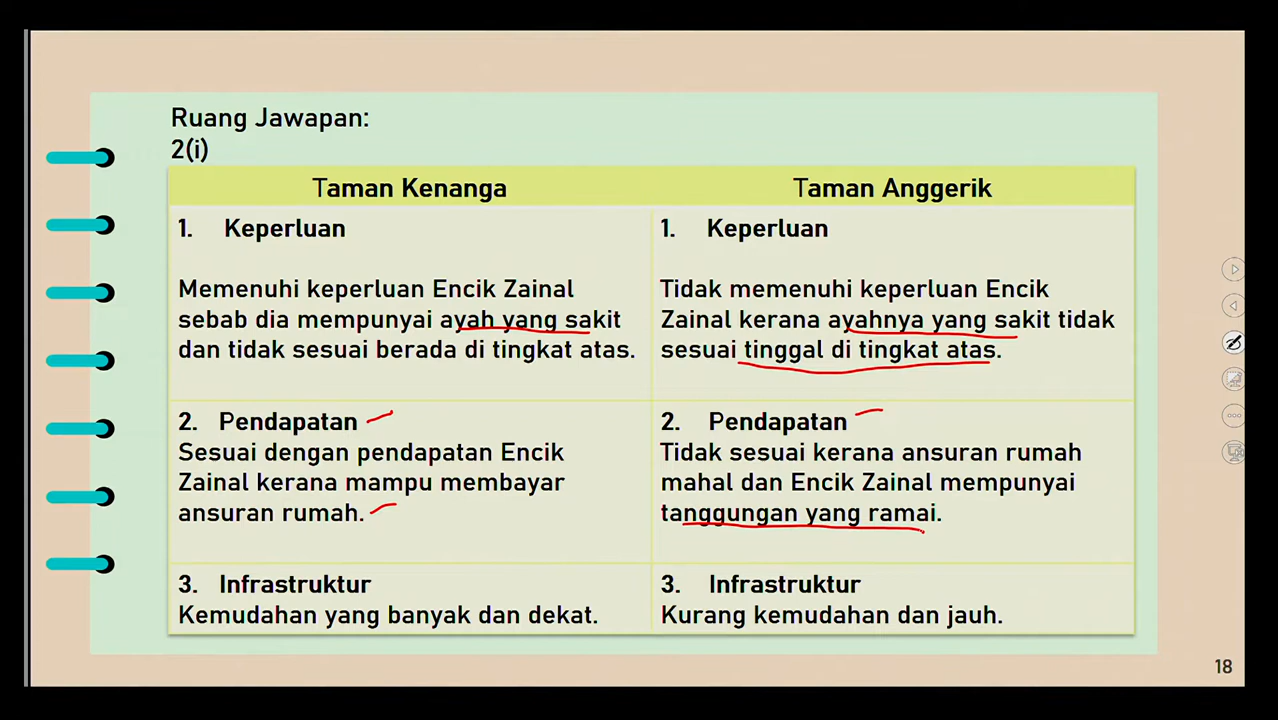 Ruang Jawapan:
2(i)
Taman Kenanga
Taman Anggerik
1. Keperluan
Memenuhi keperluan Encik Zainal
sebab dia mempunyai ayah yang sakit
dan tidak sesuai berada di tingkat atas.
1. Keperluan
Tidak memenuhi keperluan Encik
Zainal kerana ayahnya yang sakit tidak
sesuai tinggal di tingkat atas.
2. Pendapatan
Sesuai dengan pendapatan Encik
Zainal kerana mampu membayar
ansuran rumah.
2. Pendapatan
Tidak sesuai kerana ansuran rumah
mahal dan Encik Zainal mempunyai
tanggungan yang ramai.
3. Infrastruktur
Kemudahan yang banyak dan dekat.
3. Infrastruktur
Kurang kemudahan dan jauh.
18